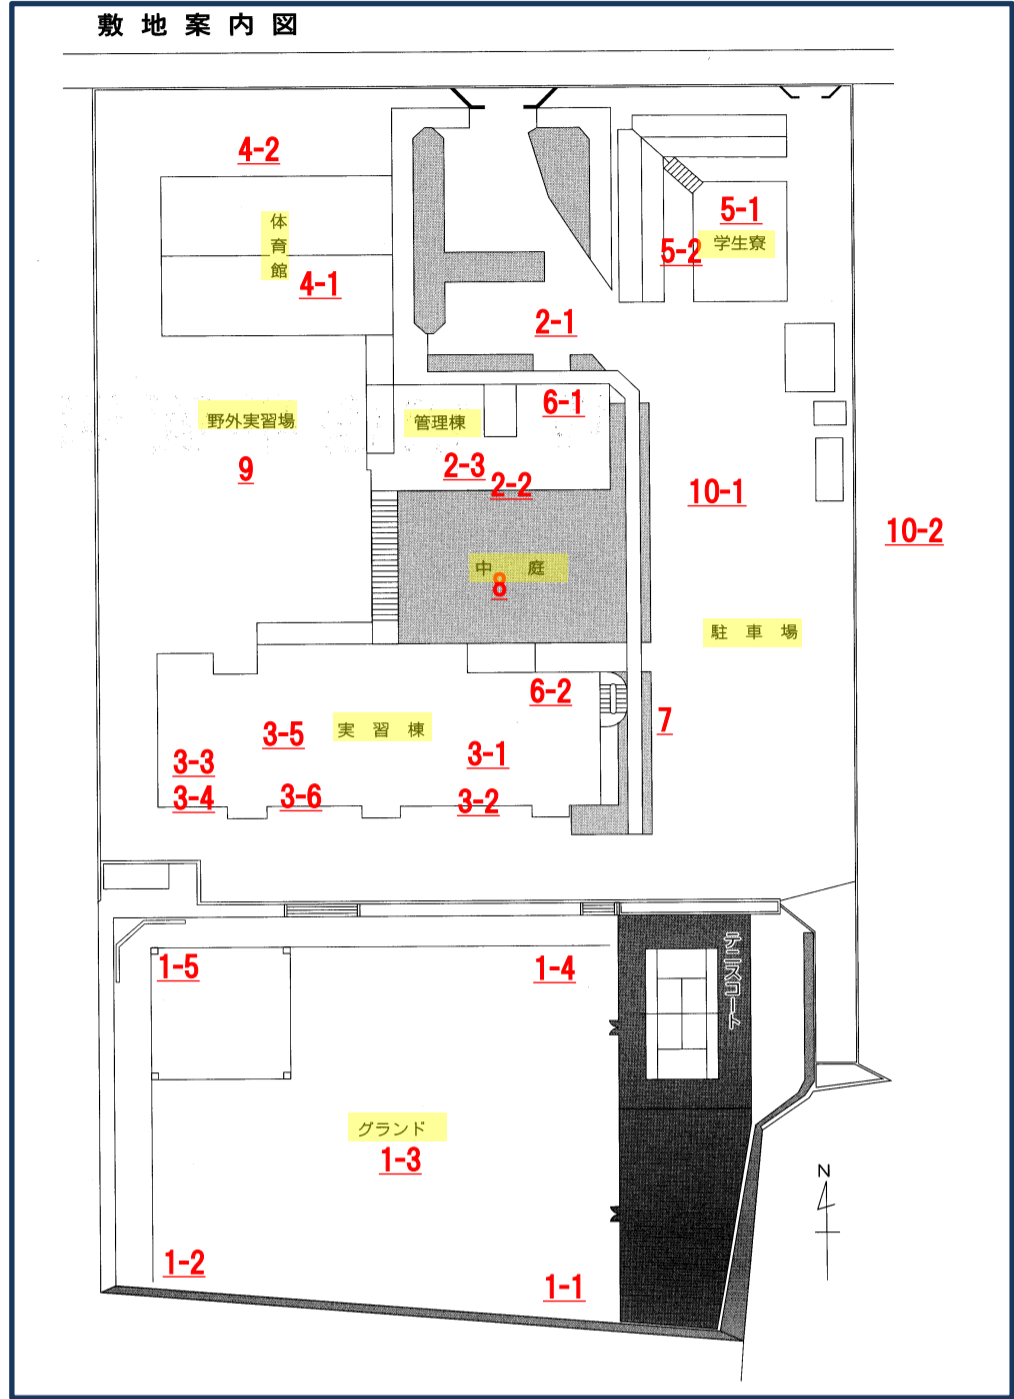 敷地案内図
4-2
体育館
4-1
5-1
学生寮
5-2
2-1
6-1
野外実習場
管理棟
9
2-3
2-2
10-1
10-2
中庭
8
駐車場
6-2
7
実習棟
3-5
3-1
3-3
3-4
3-6
3-2
テニスコート
1-5
1-4
グランド
1-3
N
1-2
1-1